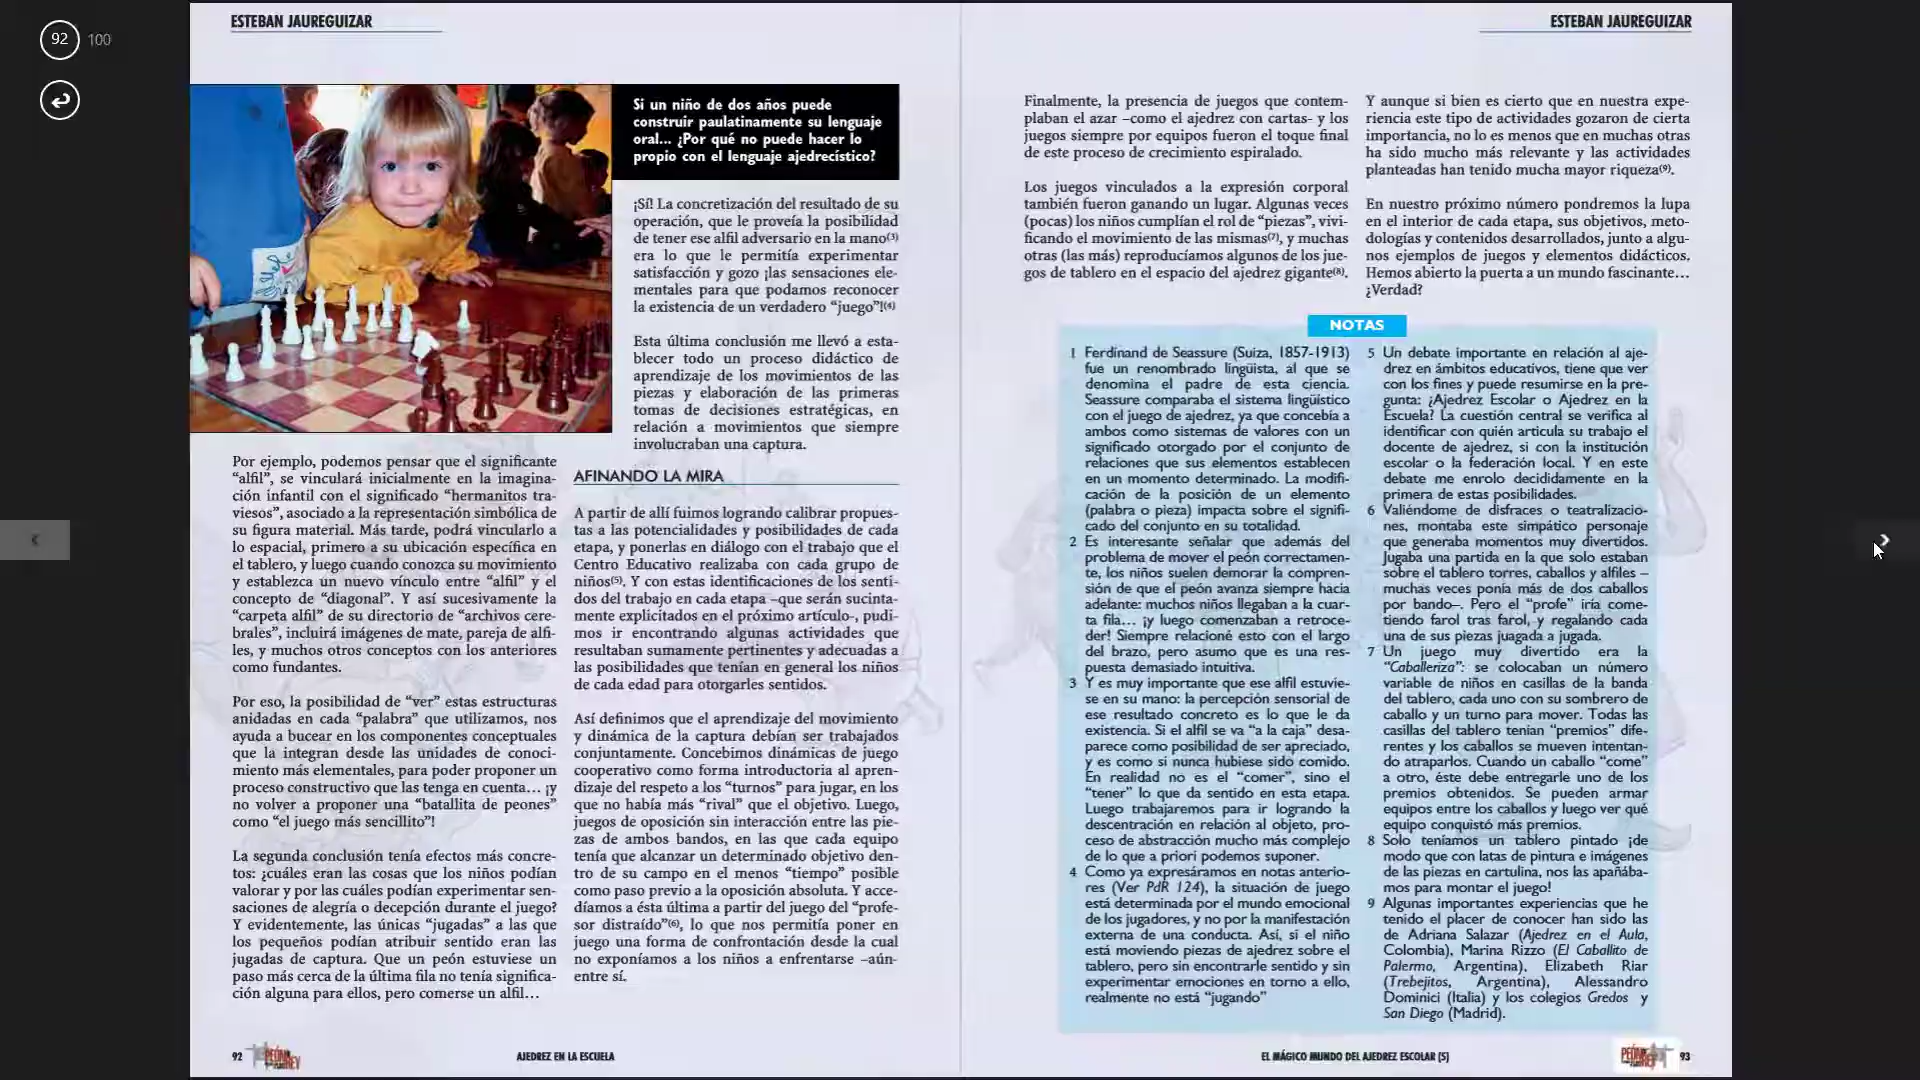 92
100
ESTEBAN JAUREGUIZAR
Si un niño de dos años puede
construir paulatinamente su lenguaje
oral... ¿Por qué no puede hacer lo
propio con el lenguaje ajedrecístico?
¡Sí! La concretización del resultado de su
operación, que le proveía la posibilidad
de tener ese alfil adversario en la mano(3)
era lo que le permitía experimentar
satisfacción y gozo ¡las sensaciones ele-
mentales para que podamos reconocer
la existencia de un verdadero “juego”!(4)
Esta última conclusión me llevó a esta-
blecer todo un proceso didáctico de
aprendizaje de los movimientos de las
piezas y elaboración de las primeras
tomas de decisiones estratégicas, en
relación a movimientos que siempre
involucraban una captura.
Por ejemplo, podemos pensar que el significante
“alfil”, se vinculará inicialmente en la imagina-
ción infantil con el significado “hermanitos tra-
viesos”, asociado a la representación simbólica de
su figura material. Más tarde, podrá vincularlo a
lo espacial, primero a su ubicación específica en
el tablero, y luego cuando conozca su movimiento
y establezca un nuevo vínculo entre “alfil” y el
concepto de “diagonal”. Y así sucesivamente la
“carpeta alfil” de su directorio de “archivos cere-
brales”, incluirá imágenes de mate, pareja de alfi-
les, y muchos otros conceptos con los anteriores
como fundantes.
Por eso, la posibilidad de “ver” estas estructuras
anidadas en cada “palabra” que utilizamos, nos
ayuda a bucear en los componentes conceptuales
que la integran desde las unidades de conoci-
miento más elementales, para poder proponer un
proceso constructivo que las tenga en cuenta... ¡y
no volver a proponer una “batallita de peones”
como “el juego más sencillito”!
La segunda conclusión tenía efectos más concre-
tos: ¿cuáles eran las cosas que los niños podían
valorar y por las cuáles podían experimentar sen-
saciones de alegría o decepción durante el juego?
Y evidentemente, las únicas “jugadas” a las que
los pequeños podían atribuir sentido eran las
jugadas de captura. Que un peón estuviese un
paso más cerca de la última fila no tenía significa-
ción alguna para ellos, pero comerse un alfil...
AFINANDO LA MIRA
A partir de allí fuimos logrando calibrar propues-
tas a las potencialidades y posibilidades de cada
etapa, y ponerlas en diálogo con el trabajo que el
Centro Educativo realizaba con cada grupo de
niños(5). Y con estas identificaciones de los senti-
dos del trabajo en cada etapa –que serán sucinta-
mente explicitados en el próximo artículo-, pudi-
mos ir encontrando algunas actividades que
resultaban sumamente pertinentes y adecuadas a
las posibilidades que tenían en general los niños
de cada edad para otorgarles sentidos.
Así definimos que el aprendizaje del movimiento
y dinámica de la captura debían ser trabajados
conjuntamente. Concebimos dinámicas de juego
cooperativo como forma introductoria al apren-
dizaje del respeto a los “turnos” para jugar, en los
que no había más “rival” que el objetivo. Luego,
juegos de oposición sin interacción entre las pie-
zas de ambos bandos, en las que cada equipo
tenía que alcanzar un determinado objetivo den-
tro de su campo en el menos “tiempo” posible
como paso previo a la oposición absoluta. Y acce-
díamos a ésta última a partir del juego del “profe-
sor distraído”(6), lo que nos permitía poner en
juego una forma de confrontación desde la cual
no exponíamos a los niños a enfrentarse –aún-
entre sí.
92
PEÓN REY
AJEDREZ EN LA ESCUELA
ESTEBAN JAUREGUIZAR
Finalmente, la presencia de juegos que contem-
plaban el azar –como el ajedrez con cartas- y los
juegos siempre por equipos fueron el toque final
de este proceso de crecimiento espiralado.
Los juegos vinculados a la expresión corporal
también fueron ganando un lugar. Algunas veces
(pocas) los niños cumplían el rol de “piezas”, vivi-
ficando el movimiento de las mismas(7), y muchas
otras (las más) reproducíamos algunos de los jue-
gos de tablero en el espacio del ajedrez gigante(8).
Y aunque si bien es cierto que en nuestra expe-
riencia este tipo de actividades gozaron de cierta
importancia, no lo es menos que en muchas otras
ha sido mucho más relevante y las actividades
planteadas han tenido mucha mayor riqueza(9).
En nuestro próximo número pondremos la lupa
en el interior de cada etapa, sus objetivos, meto-
dologías y contenidos desarrollados, junto a algu-
nos ejemplos de juegos y elementos didácticos.
Hemos abierto la puerta a un mundo fascinante...
¿Verdad?
NOTAS
1 Ferdinand de Seassure (Suiza, 1857-1913)
fue un renombrado lingüista, al que se
denomina el padre de esta ciencia.
Seassure comparaba el sistema lingüístico
con el juego de ajedrez, ya que concebía a
ambos como sistemas de valores con un
significado otorgado por el conjunto de
relaciones que sus elementos establecen
en un momento determinado. La modifi-
cación de la posición de un elemento
(palabra o pieza) impacta sobre el signifi-
cado del conjunto en su totalidad.
2 Es interesante señalar que además del
problema de mover el peón correctamen-
te, los niños suelen demorar la compren-
sión de que el peón avanza siempre hacia
adelante: muchos niños llegaban a la cuar-
ta fila... ¡y luego comenzaban a retroce-
der! Siempre relacioné esto con el largo
del brazo, pero asumo que es una res-
puesta demasiado intuitiva.
3 Y es muy importante que ese alfil estuvie-
se en su mano: la percepción sensorial de
ese resultado concreto es lo que le da
existencia. Si el alfil se va “a la caja” desa-
parece como posibilidad de ser apreciado,
y es como si nunca hubiese sido comido.
En realidad no es el “comer”, sino el
“tener” lo que da sentido en esta etapa.
Luego trabajaremos para ir logrando la
descentración en relación al objeto, pro-
ceso de abstracción mucho más complejo
de lo que a priori podemos suponer.
4 Como ya expresáramos en notas anterio-
res (Ver PdR 124), la situación de juego
está determinada por el mundo emocional
de los jugadores, y no por la manifestación
externa de una conducta. Así, si el niño
está moviendo piezas de ajedrez sobre el
tablero, pero sin encontrarle sentido y sin
experimentar emociones en torno a ello,
realmente no está “jugando”
5 Un debate importante en relación al aje-
drez en ámbitos educativos, tiene que ver
con los fines y puede resumirse en la pre-
gunta: ¿Ajedrez Escolar o Ajedrez en la
Escuela? La cuestión central se verifica al
identificar con quién articula su trabajo el
docente de ajedrez, si con la institución
escolar o la federación local. Y en este
debate me enrolo decididamente en la
primera de estas posibilidades.
6 Valiéndome de disfraces o teatralizacio-
nes, montaba este simpático personaje
que generaba momentos muy divertidos.
Jugaba una partida en la que solo estaban
sobre el tablero torres, caballos y alfiles –
muchas veces ponía más de dos caballos
por bando–. Pero el “profe” iría come-
tiendo farol tras farol, y regalando cada
una de sus piezas juagada a jugada.
7 Un juego muy divertido era la
“Caballeriza”: se colocaban un número
variable de niños en casillas de la banda
del tablero, cada uno con su sombrero de
caballo y un turno para mover. Todas las
casillas del tablero tenían “premios” dife-
rentes y los caballos se mueven intentan-
do atraparlos. Cuando un caballo “come”
a otro, éste debe entregarle uno de los
premios obtenidos. Se pueden armar
equipos entre los caballos y luego ver qué
equipo conquistó más premios.
8 Solo teníamos un tablero pintado ¡de
modo que con latas de pintura e imágenes
de las piezas en cartulina, nos las apañába-
mos para montar el juego!
9 Algunas importantes experiencias que he
tenido el placer de conocer han sido las
de Adriana Salazar (Ajedrez en el Aula,
Colombia), Marina Rizzo (El Caballito de
Palermo, Argentina), Elizabeth Riar
(Trebejitos, Argentina), Alessandro
Dominici (Italia) y los colegios Gredos y
San Diego (Madrid).
EL MÁGICO MUNDO DEL AJEDREZ ESCOLAR (5)
PEÓN REY
93